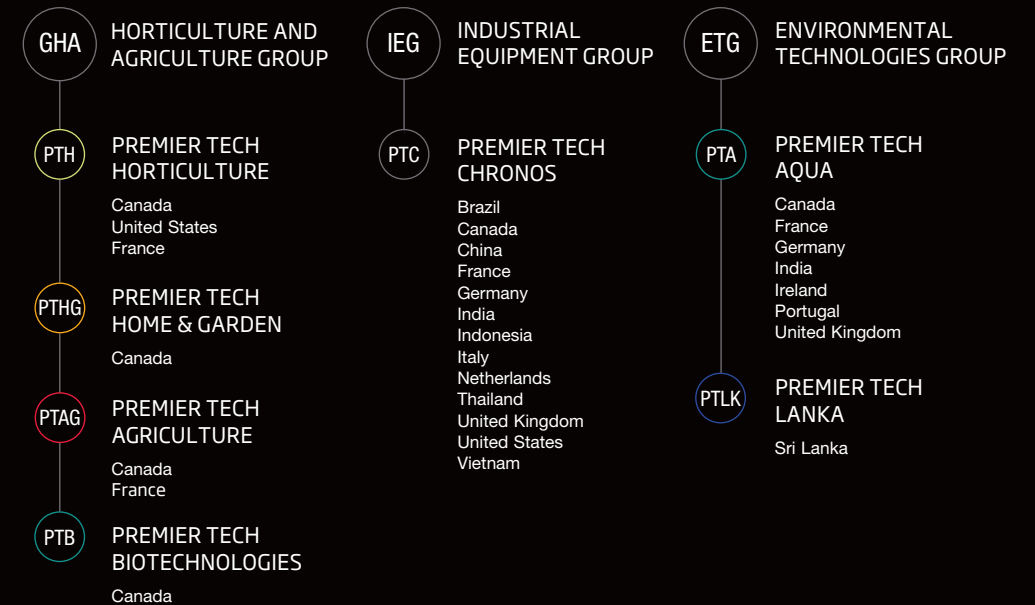 GHA
HORTICULTURE AND
AGRICULTURE GROUP
PTH
PREMIER TECH
HORTICULTURE
Canada
United States
France
PTHG
PREMIER TECH
HOME & GARDEN
Canada
PTAG
PREMIER TECH
AGRICULTURE
Canada
France
PTB
PREMIER TECH
BIOTECHNOLOGIES
Canada
IEG
INDUSTRIAL
EQUIPMENT GROUP
PTC
PREMIER TECH
CHRONOS
Brazil
Canada
China
France
Germany
India
Indonesia
Italy
Netherlands
Thailand
United Kingdom
United States
Vietnam
ETG
ENVIRONMENTAL
TECHNOLOGIES GROUP
PTA
PREMIER TECH
AQUA
Canada
France
Germany
India
Ireland
Portugal
United Kingdom
PTLK
PREMIER TECH
LANKA
Sri Lanka